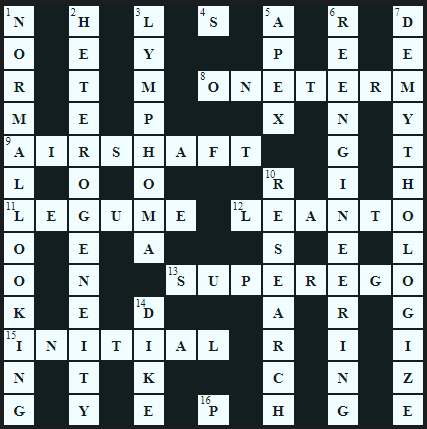 1 N 2 H 3 L 4 S 5 A 6 R 7 D
O E Y P E E
R T M 8 O N E T E R M
M E P X N Y
9 A I R S H A F T G T
L O O 10 R I H
11 L E G U M E 12 L E A N T O
O E A S E L
O N 13 S U P E R E G O
K E 14 D A R G
15 I N I T I A L R I I
N T K C N Z
G Y E 16 P H G E